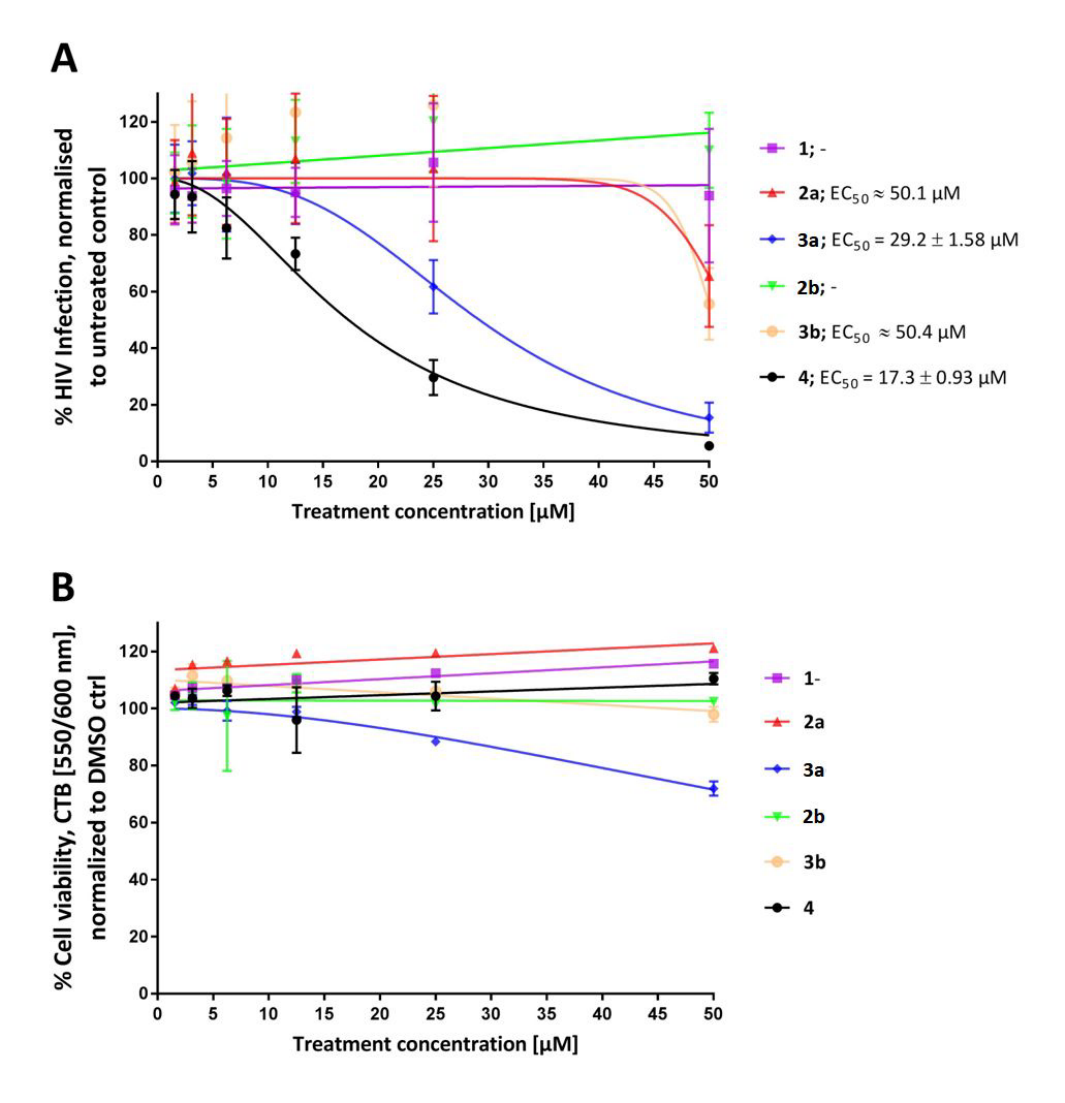 A
% HIV Infection, normalised
to untreated control
120
100
80
60
40
20
0
0 5 10 15 20 25 30 35 40 45 50
Treatment concentration [µM]
1; -
2a; EC50 ≈ 50.1 µM
3a; EC50 = 29.2 ± 1.58 µM
2b; -
3b; EC50 ≈ 50.4 µM
4; EC50 = 17.3 ± 0.93 µM
B
% Cell viability, CTB [550/600 nm],
normalized to DMSO ctrl
120
100
80
60
40
20
0
0 5 10 15 20 25 30 35 40 45 50
Treatment concentration [µM]
1-
2a
3a
2b
3b
4